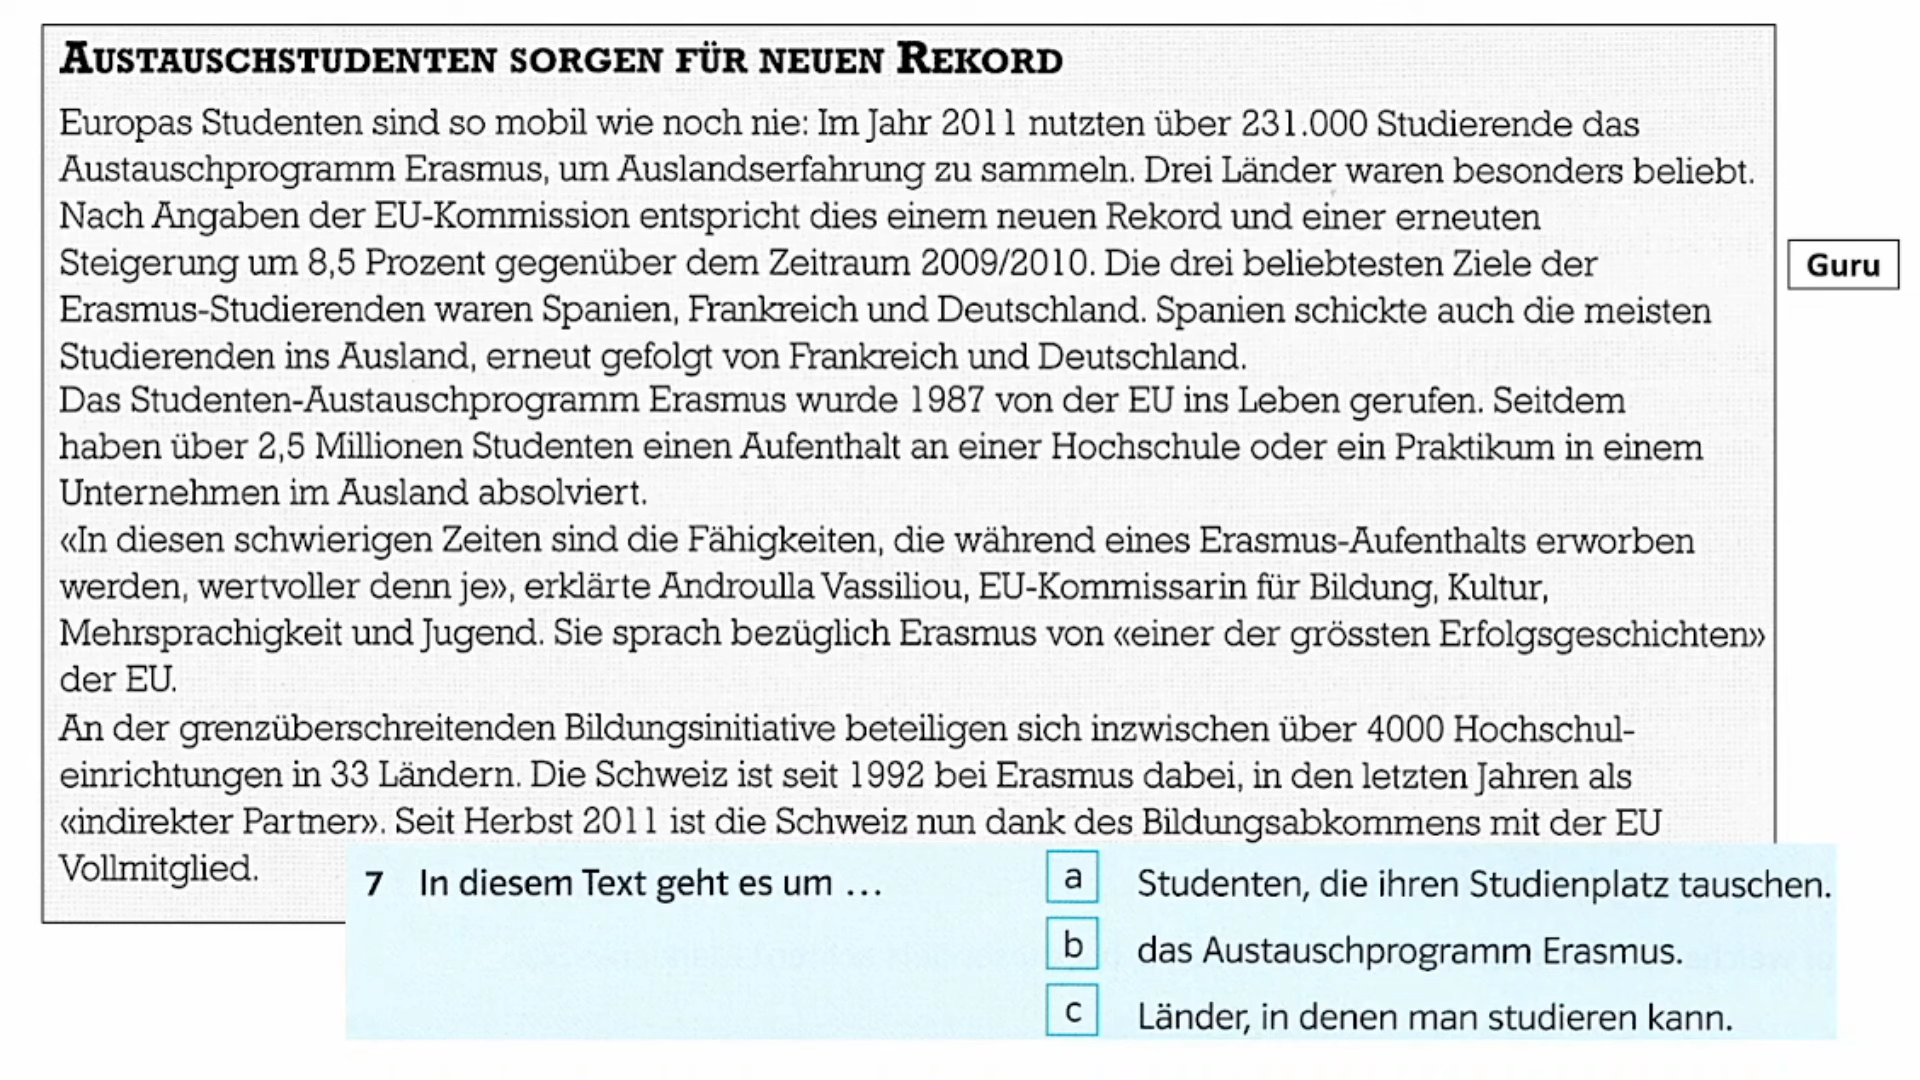 AUSTAUSCHSTUDENTEN SORGEN FÜR NEUEN REKORD
Europas Studenten sind so mobil wie noch nie: Im Jahr 2011 nutzten über 231.000 Studierende das
Austauschprogramm Erasmus, um Auslandserfahrung zu sammeln. Drei Länder waren besonders beliebt.
Nach Angaben der EU-Kommission entspricht dies einem neuen Rekord und einer erneuten
Steigerung um 8,5 Prozent gegenüber dem Zeitraum 2009/2010. Die drei beliebtesten Ziele der
Erasmus-Studierenden waren Spanien, Frankreich und Deutschland. Spanien schickte auch die meisten
Studierenden ins Ausland, erneut gefolgt von Frankreich und Deutschland.
Das Studenten-Austauschprogramm Erasmus wurde 1987 von der EU ins Leben gerufen. Seitdem
haben über 2,5 Millionen Studenten einen Aufenthalt an einer Hochschule oder ein Praktikum in einem
Unternehmen im Ausland absolviert.
«In diesen schwierigen Zeiten sind die Fähigkeiten, die während eines Erasmus-Aufenthalts erworben
werden, wertvoller denn je», erklärte Androulla Vassiliou, EU-Kommissarin für Bildung, Kultur,
Mehrsprachigkeit und Jugend. Sie sprach bezüglich Erasmus von «einer der grössten Erfolgsgeschichten»
der EU.
An der grenzüberschreitenden Bildungsinitiative beteiligen sich inzwischen über 4000 Hochschul-
einrichtungen in 33 Ländern. Die Schweiz ist seit 1992 bei Erasmus dabei, in den letzten Jahren als
«indirekter Partner». Seit Herbst 2011 ist die Schweiz nun dank des Bildungsabkommens mit der EU
Vollmitglied.
Guru
7 In diesem Text geht es um ...
a Studenten, die ihren Studienplatz tauschen.
b das Austauschprogramm Erasmus.
c Länder, in denen man studieren kann.